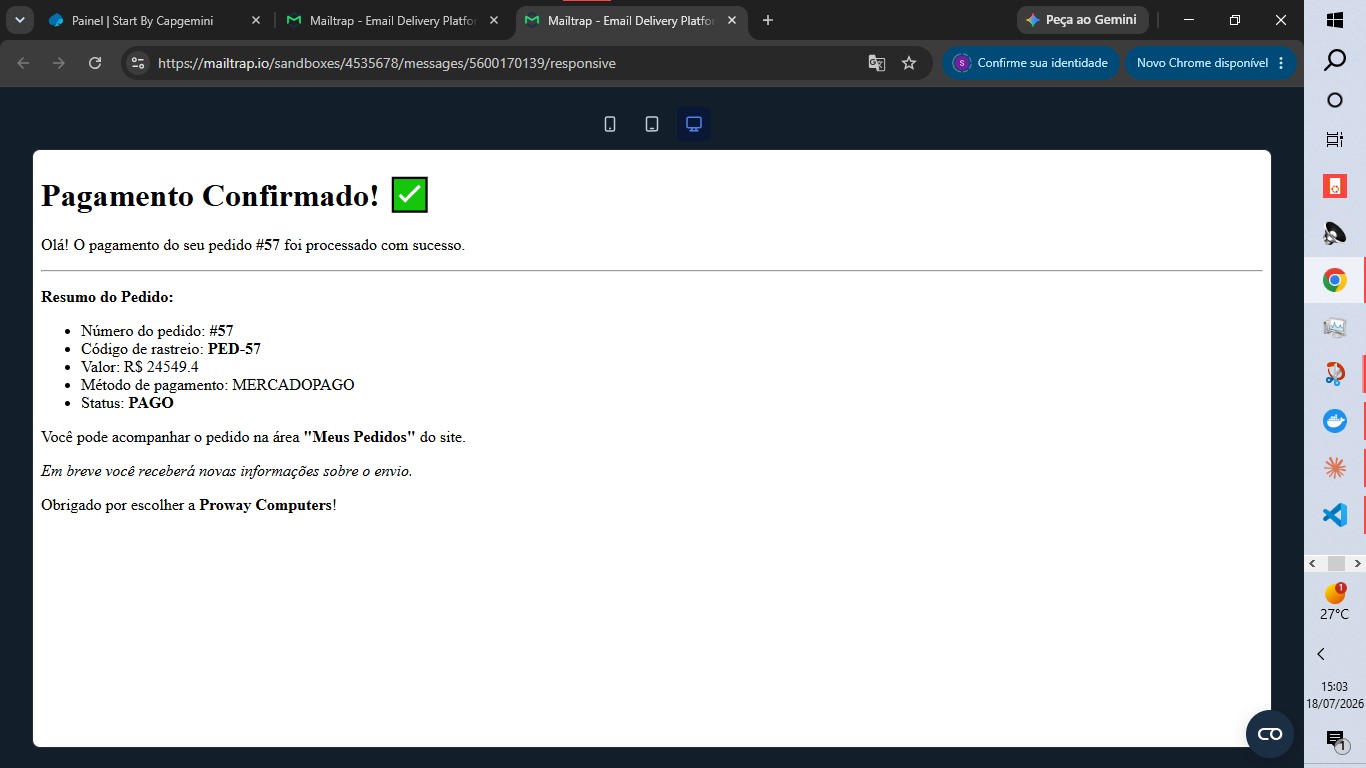 Painel | Start By Capgemini
Mailtrap - Email Delivery Platfor
Mailtrap - Email Delivery Platfor
Peça ao Gemini
https://mailtrap.io/sandboxes/4535678/messages/5600170139/responsive
S
Confirme sua identidade
Novo Chrome disponível
Pagamento Confirmado! ✅
Olá! O pagamento do seu pedido #57 foi processado com sucesso.
Resumo do Pedido:
• Número do pedido: #57
• Código de rastreio: PED-57
• Valor: R$ 24549.4
• Método de pagamento: MERCADOPAGO
• Status: PAGO
Você pode acompanhar o pedido na área "Meus Pedidos" do site.
Em breve você receberá novas informações sobre o envio.
Obrigado por escolher a Proway Computers!
1
27°C
15:03
18/07/2026
1